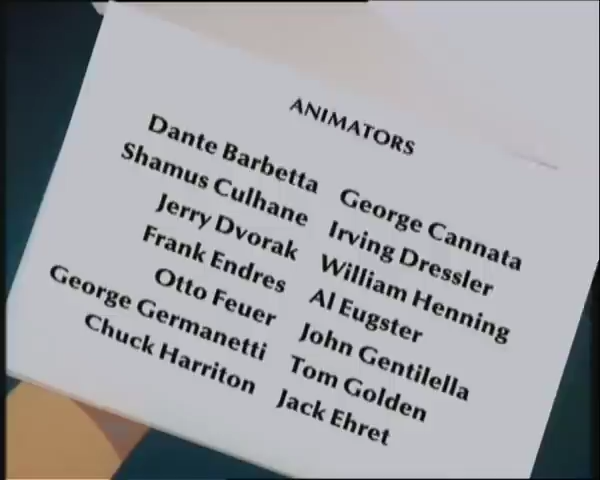 ANIMATORS
Dante Barbetta George Cannata
Shamus Culhane Irving Dressler
Jerry Dvorak William Henning
Frank Endres Al Eugster
Otto Feuer John Gentilella
George Germanetti Tom Golden
Chuck Harriton Jack Ehret